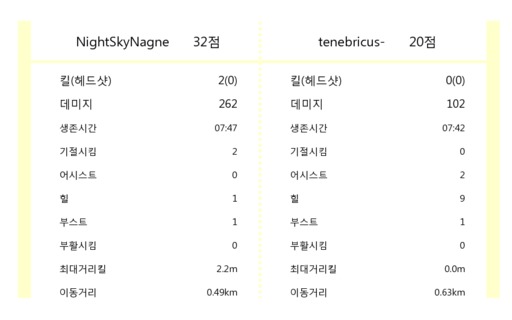 NightSkyNagne 32점 tenebricus- 20점
킬(헤드샷) 2(0) 킬(헤드샷) 0(0)
데미지 262 데미지 102
생존시간 07:47 생존시간 07:42
기절시킴 2 기절시킴 0
어시스트 0 어시스트 2
힐 1 힐 9
부스트 1 부스트 1
부활시킴 0 부활시킴 0
최대거리킬 2.2m 최대거리킬 0.0m
이동거리 0.49km 이동거리 0.63km